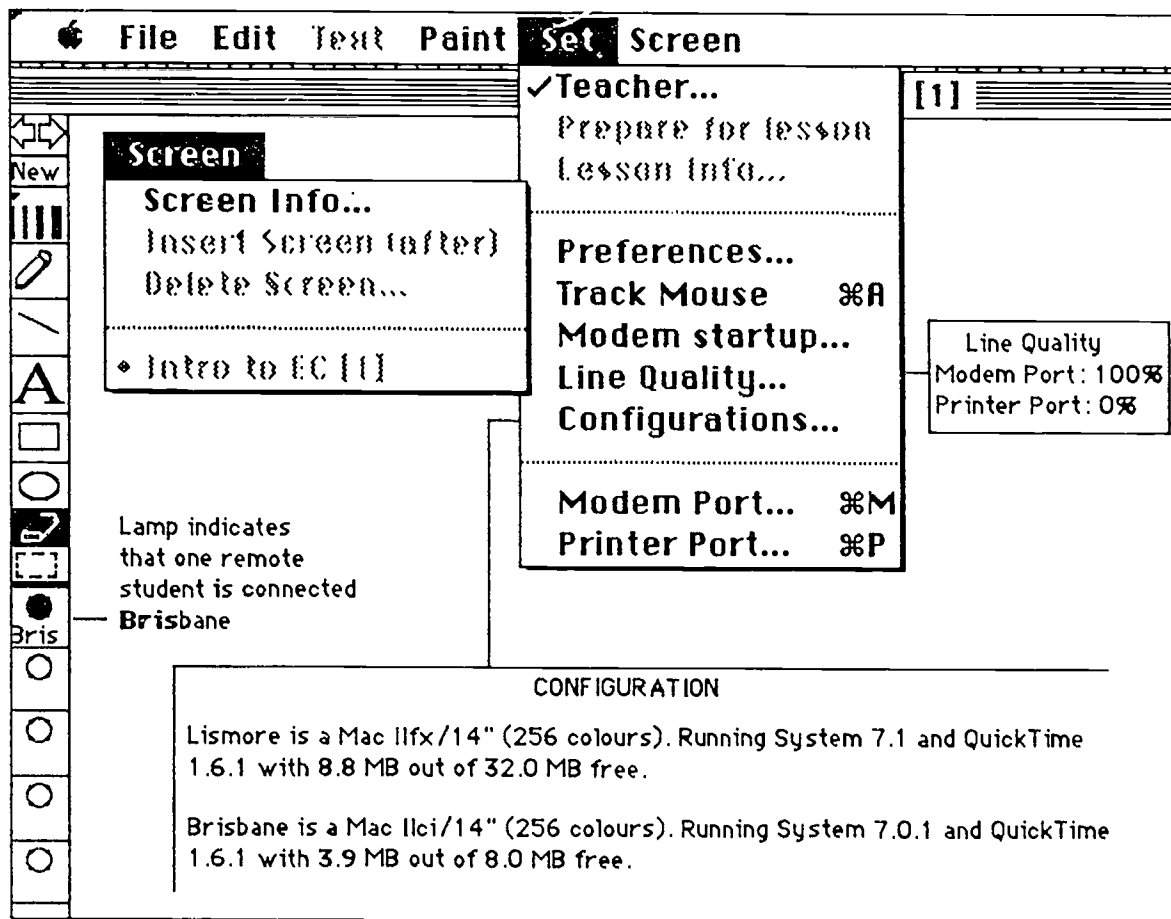 File Edit Text Paint Set Screen
[1]
✓Teacher...
Prepare for lesson
Lesson Info...
Preferences...
Track Mouse ⌘A
Modem startup...
Line Quality...
Configurations...
Modem Port... ⌘M
Printer Port... ⌘P
Screen
Screen Info...
Insert Screen (after)
Delete Screen...
Intro to EC [1]
New
A
Bris
Line Quality
Modem Port: 100%
Printer Port: 0%
Lamp indicates
that one remote
student is connected
Brisbane
CONFIGURATION
Lismore is a Mac IIfx/14" (256 colours). Running System 7.1 and QuickTime
1.6.1 with 8.8 MB out of 32.0 MB free.
Brisbane is a Mac IIci/14" (256 colours). Running System 7.0.1 and QuickTime
1.6.1 with 3.9 MB out of 8.0 MB free.